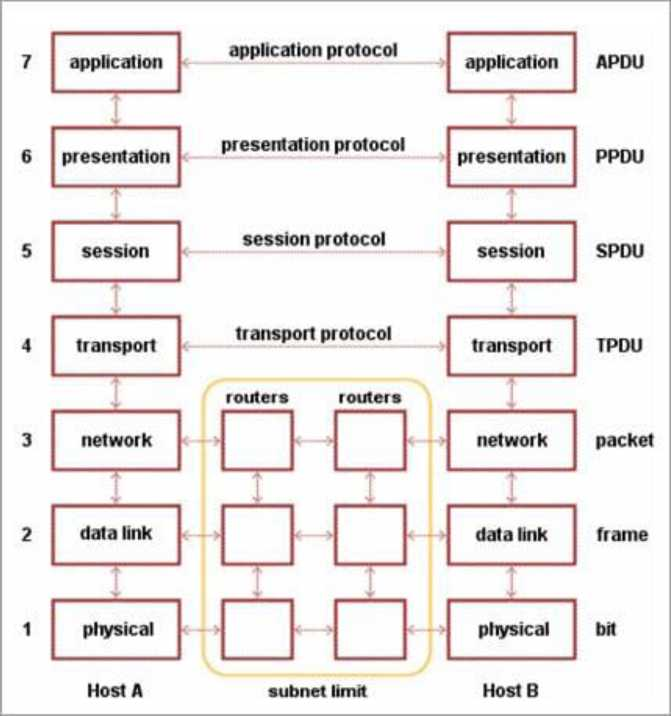 application protocol
7 application application APDU
presentation protocol
6 presentation presentation PPDU
session protocol
5 session session SPDU
transport protocol
4 transport transport TPDU
routers routers
3 network network packet
2 data link data link frame
1 physical physical bit
Host A subnet limit Host B